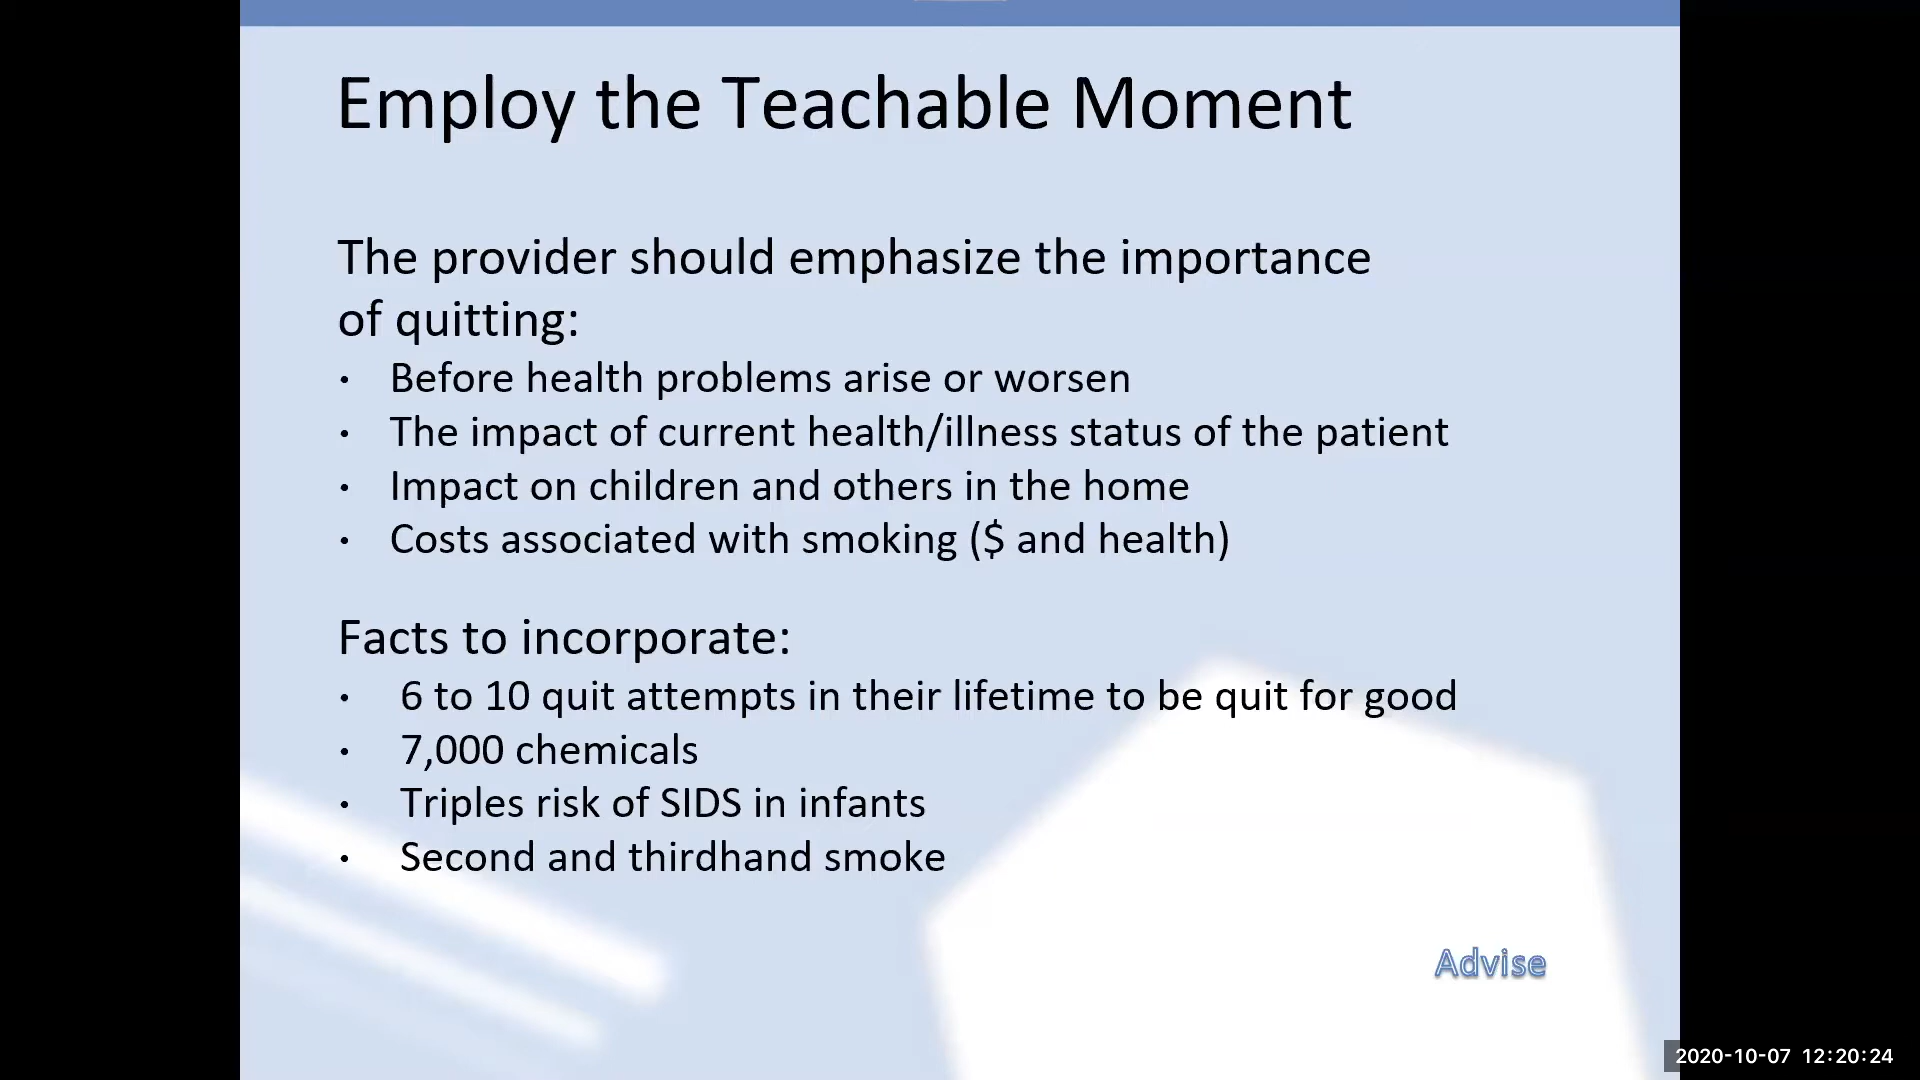 Employ the Teachable Moment
The provider should emphasize the importance
of quitting:
· Before health problems arise or worsen
· The impact of current health/illness status of the patient
· Impact on children and others in the home
· Costs associated with smoking ($ and health)
Facts to incorporate:
· 6 to 10 quit attempts in their lifetime to be quit for good
· 7,000 chemicals
· Triples risk of SIDS in infants
· Second and thirdhand smoke
Advise
2020-10-07 12:20:24